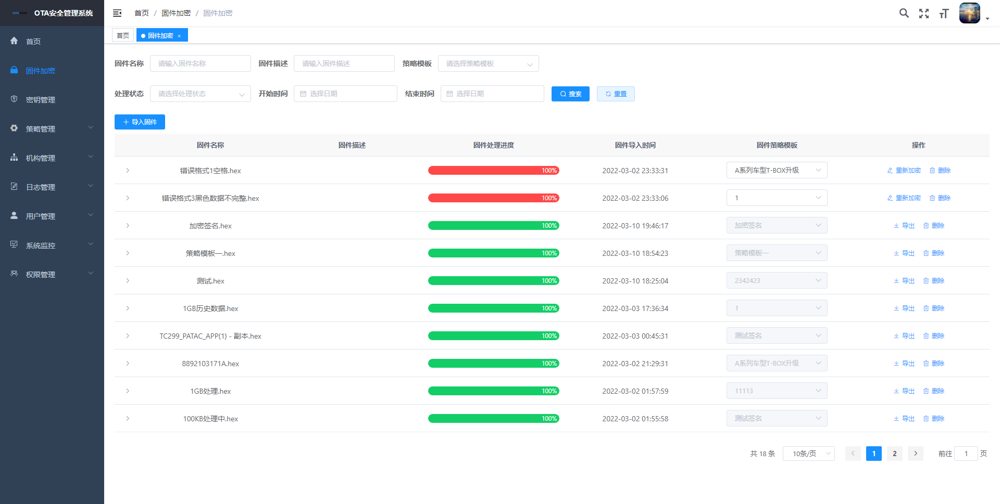 OTA安全管理系统
首页 / 固件加密 / 固件加密
首页
固件加密 ×
首页
固件加密
密钥管理
策略管理
机构管理
日志管理
用户管理
系统监控
权限管理
固件名称 请输入固件名称 固件描述 请输入固件描述 策略模板 请选择策略模板
处理状态 请选择处理状态 开始时间 选择日期 结束时间 选择日期 搜索 重置
导入固件
固件名称 固件描述 固件处理进度 固件导入时间 固件策略模板 操作
错误格式1空格.hex 100% 2022-03-02 23:33:31 A系列车型T-BOX升级 重新加密 删除
错误格式3黑色数据不完整.hex 100% 2022-03-02 23:33:06 1 重新加密 删除
加密签名.hex 100% 2022-03-10 19:46:17 加密签名 导出 删除
策略模板一.hex 100% 2022-03-10 18:54:23 策略模板一 导出 删除
测试.hex 100% 2022-03-10 18:25:04 2342423 导出 删除
1GB历史数据.hex 100% 2022-03-03 17:36:34 1 导出 删除
TC299_PATAC_APP(1) - 副本.hex 100% 2022-03-03 00:45:31 测试签名 导出 删除
8892103171A.hex 100% 2022-03-02 21:29:31 A系列车型T-BOX升级 导出 删除
1GB处理.hex 100% 2022-03-02 01:57:59 11113 导出 删除
100KB处理中.hex 100% 2022-03-02 01:55:58 测试签名 导出 删除
共 18 条 10条/页 1 2 前往 1 页